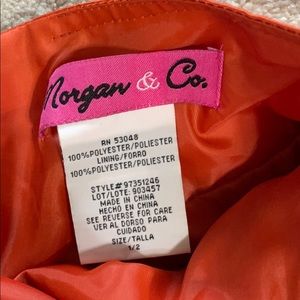 Morgan & Co.
RN 53048
100%POLYESTER/POLIESTER
LINING/FORRO
100%POLYESTER/POLIESTER
STYLE# 97351246
LOT/LOTE: 903457
MADE IN CHINA
HECHO EN CHINA
SEE REVERSE FOR CARE
VER AL DORSO PARA
CUIDADO
SIZE/TALLA
1/2